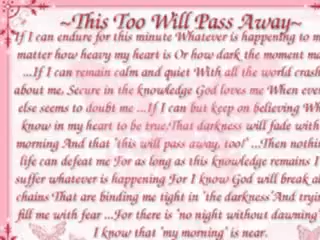 ~This Too Will Pass Away~
If I can endure for this minute Whatever is happening to m
matter how heavy my heart is Or how dark the moment ma
...If I can remain calm and quiet With all the world crash
about me, Secure in the knowledge God loves me When ever
else seems to doubt me ...If I can but keep on believing Wh
know in my heart to be true.That darkness will fade with
morning And that 'this will pass away, too!' ...Then nothin
life can defeat me For as long as this knowledge remains I
suffer whatever is happening For I know God will break al
chains That are binding me tight in 'the darkness'And tryin
fill me with fear ...For there is 'no night without dawning'
I know that 'my morning' is near.